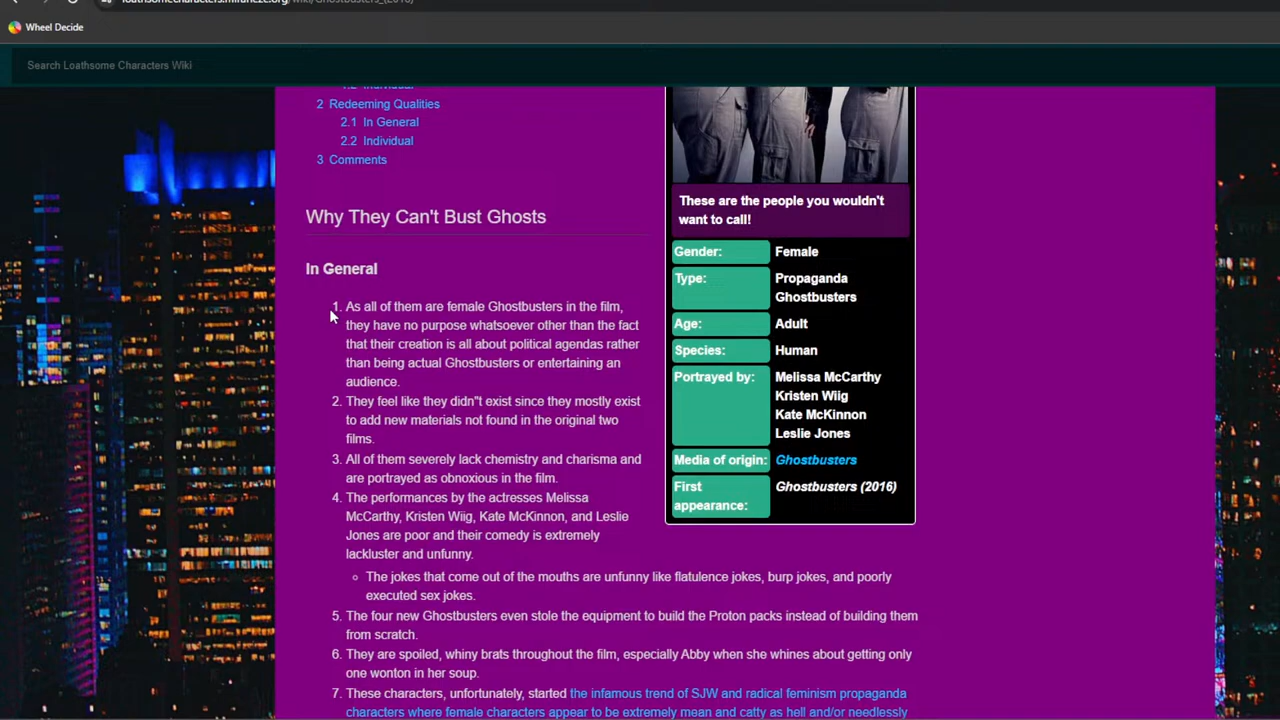 Wheel Decide
Search Loathsome Characters Wiki
2 Redeeming Qualities
2.1 In General
2.2 Individual
3 Comments
Why They Can't Bust Ghosts
In General
1. As all of them are female Ghostbusters in the film,
they have no purpose whatsoever other than the fact
that their creation is all about political agendas rather
than being actual Ghostbusters or entertaining an
audience.
2. They feel like they didn"t exist since they mostly exist
to add new materials not found in the original two
films.
3. All of them severely lack chemistry and charisma and
are portrayed as obnoxious in the film.
4. The performances by the actresses Melissa
McCarthy, Kristen Wiig, Kate McKinnon, and Leslie
Jones are poor and their comedy is extremely
lackluster and unfunny.
The jokes that come out of the mouths are unfunny like flatulence jokes, burp jokes, and poorly
executed sex jokes.
5. The four new Ghostbusters even stole the equipment to build the Proton packs instead of building them
from scratch.
6. They are spoiled, whiny brats throughout the film, especially Abby when she whines about getting only
one wonton in her soup.
7. These characters, unfortunately, started the infamous trend of SJW and radical feminism propaganda
characters where female characters appear to be extremely mean and catty as hell and/or needlessly
These are the people you wouldn't
want to call!
Gender: Female
Type: Propaganda
Ghostbusters
Age: Adult
Species: Human
Portrayed by: Melissa McCarthy
Kristen Wiig
Kate McKinnon
Leslie Jones
Media of origin: Ghostbusters
First Ghostbusters (2016)
appearance: